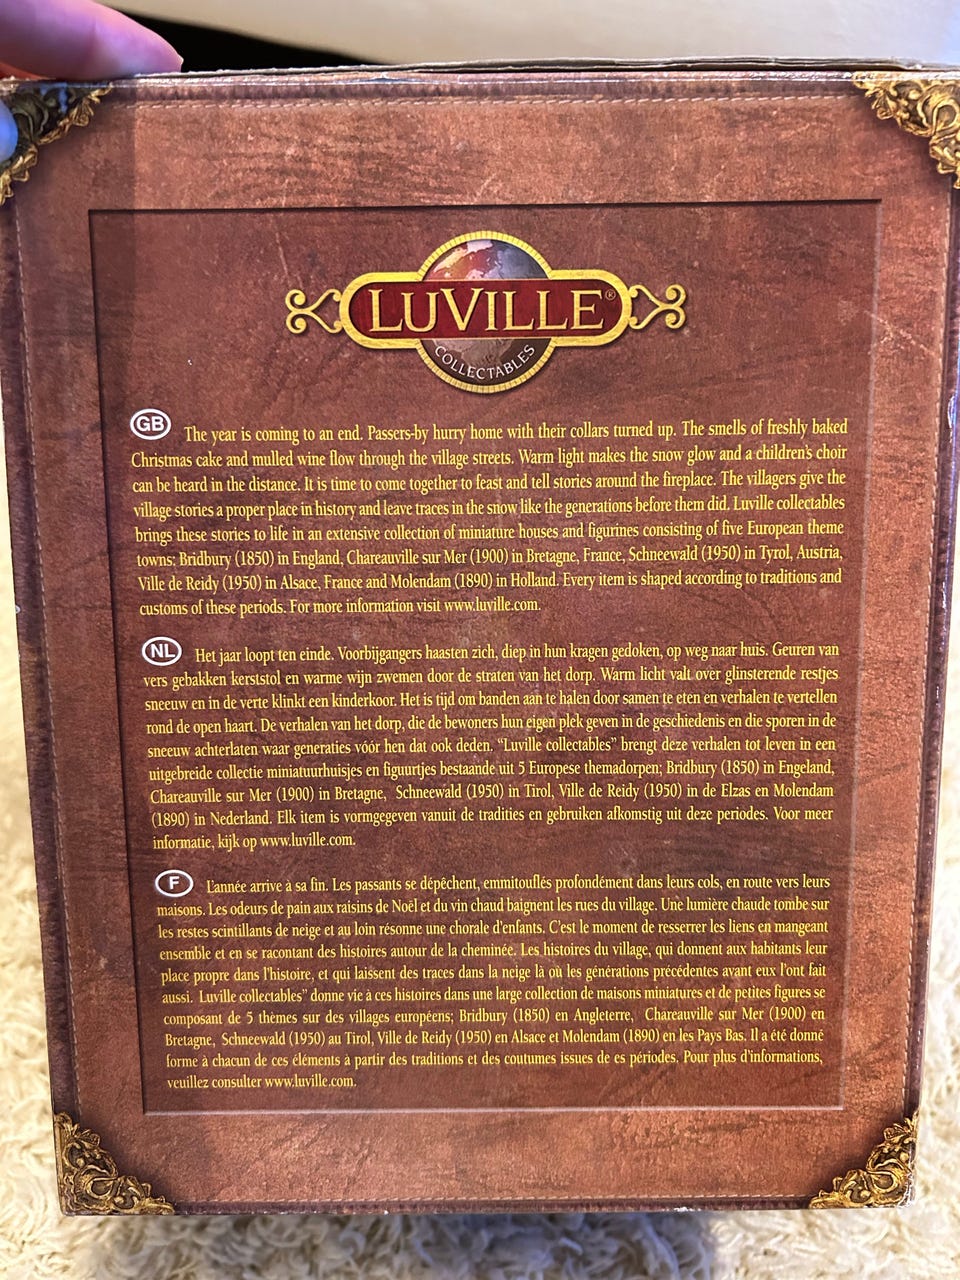 LUVILLE®
COLLECTABLES
GB The year is coming to an end. Passers-by hurry home with their collars turned up. The smells of freshly baked
Christmas cake and mulled wine flow through the village streets. Warm light makes the snow glow and a children's choir
can be heard in the distance. It is time to come together to feast and tell stories around the fireplace. The villagers give the
village stories a proper place in history and leave traces in the snow like the generations before them did. Luville collectables
brings these stories to life in an extensive collection of miniature houses and figurines consisting of five European theme
towns: Bridbury (1850) in England, Chareauville sur Mer (1900) in Bretagne, France, Schneewald (1950) in Tyrol, Austria,
Ville de Reidy (1950) in Alsace, France and Molendam (1890) in Holland. Every item is shaped according to traditions and
customs of these periods. For more information visit www.luville.com.
NL Het jaar loopt ten einde. Voorbijgangers haasten zich, diep in hun kragen gedoken, op weg naar huis. Geuren van
vers gebakken kerststol en warme wijn zwemen door de straten van het dorp. Warm licht valt over glinsterende restjes
sneeuw en in de verte klinkt een kinderkoor. Het is tijd om banden aan te halen door samen te eten en verhalen te vertellen
rond de open haart. De verhalen van het dorp, die de bewoners hun eigen plek geven in de geschiedenis en die sporen in de
sneeuw achterlaten waar generaties vóór hen dat ook deden. “Luville collectables” brengt deze verhalen tot leven in een
uitgebreide collectie miniatuurhuisjes en figuurtjes bestaande uit 5 Europese themadorpen; Bridbury (1850) in Engeland,
Chareauville sur Mer (1900) in Bretagne, Schneewald (1950) in Tirol, Ville de Reidy (1950) in de Elzas en Molendam
(1890) in Nederland. Elk item is vormgegeven vanuit de tradities en gebruiken afkomstig uit deze periodes. Voor meer
informatie, kijk op www.luville.com.
F L'année arrive à sa fin. Les passants se dépêchent, emmitouflés profondément dans leurs cols, en route vers leurs
maisons. Les odeurs de pain aux raisins de Noël et du vin chaud baignent les rues du village. Une lumière chaude tombe sur
les restes scintillants de neige et au loin résonne une chorale d'enfants. C'est le moment de resserrer les liens en mangeant
ensemble et en se racontant des histoires autour de la cheminée. Les histoires du village, qui donnent aux habitants leur
place propre dans l'histoire, et qui laissent des traces dans la neige là où les générations précédentes avant eux l'ont fait
aussi. Luville collectables” donne vie à ces histoires dans une large collection de maisons miniatures et de petites figures se
composant de 5 thèmes sur des villages européens; Bridbury (1850) en Angleterre, Chareauville sur Mer (1900) en
Bretagne, Schneewald (1950) au Tirol, Ville de Reidy (1950) en Alsace et Molendam (1890) en les Pays Bas. Il a été donné
forme à chacun de ces éléments à partir des traditions et des coutumes issues de es périodes. Pour plus d'informations,
veuillez consulter www.luville.com.